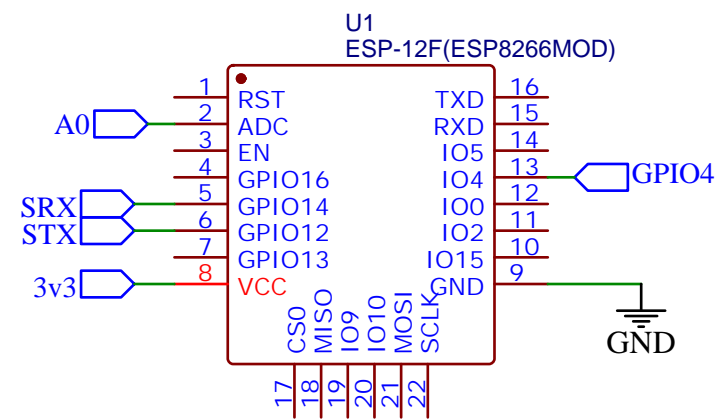 U1
ESP-12F(ESP8266MOD)
1 RST TXD 16
A0 2 ADC RXD 15
3 EN IO5 14
4 GPIO16 IO4 13 GPIO4
SRX 5 GPIO14 IO0 12
STX 6 GPIO12 IO2 11
7 GPIO13 IO15 10
3v3 8 VCC GND 9
GND
CS0 MISO IO9 IO10 MOSI SCLK
17 18 19 20 21 22